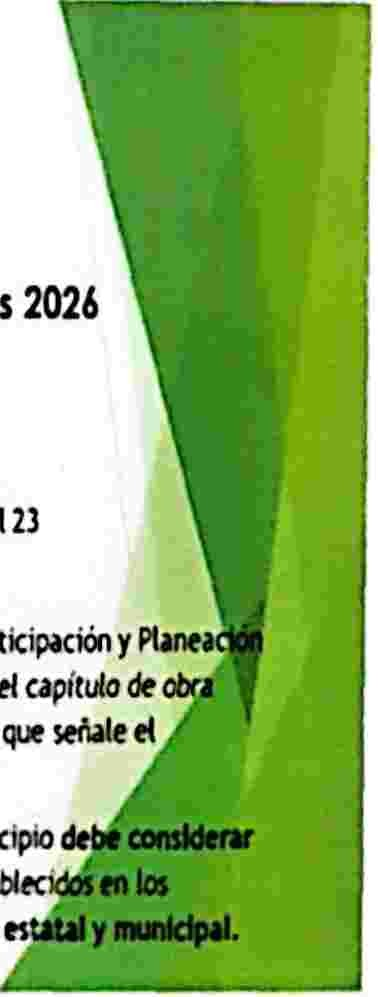 s 2026
l 23
ticipación y Planeación
el capítulo de obra
que señale el
cipio debe considerar
blecidos en los
estatal y municipal.